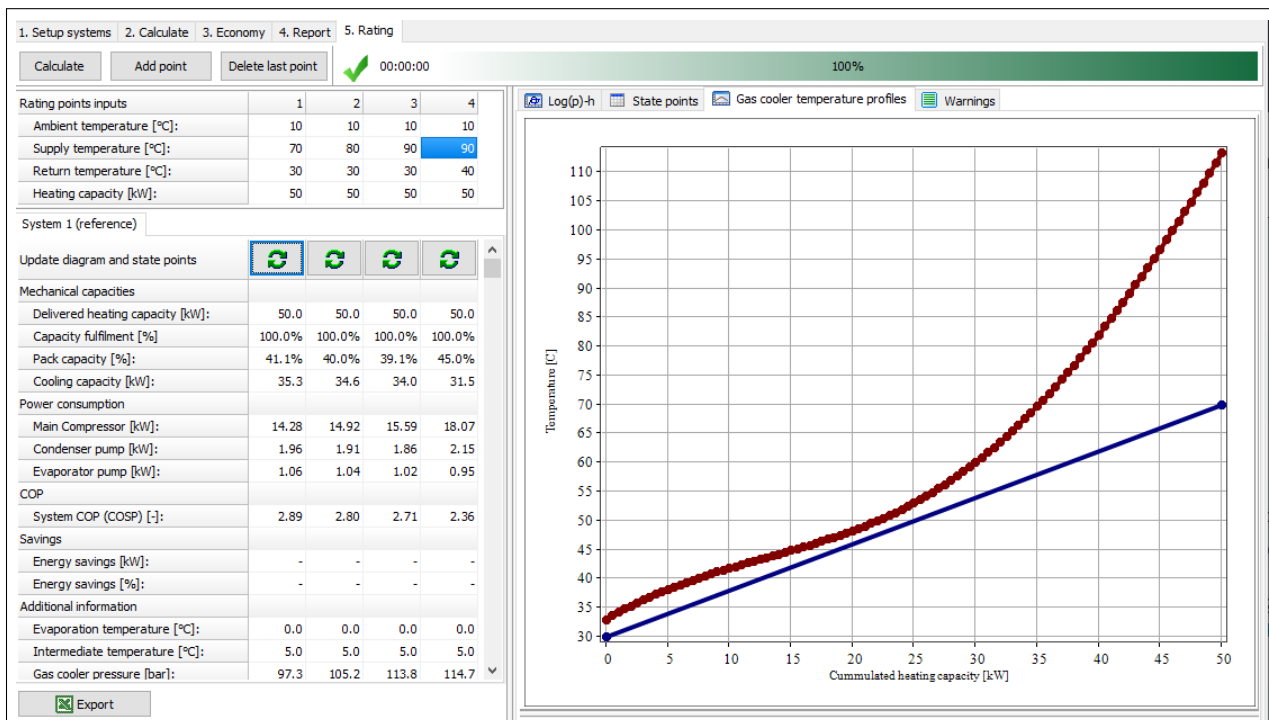 1. Setup systems 2. Calculate 3. Economy 4. Report 5. Rating
Calculate Add point Delete last point 00:00:00 100%
Rating points inputs 1 2 3 4
Ambient temperature [°C]: 10 10 10 10
Supply temperature [°C]: 70 80 90 90
Return temperature [°C]: 30 30 30 40
Heating capacity [kW]: 50 50 50 50
System 1 (reference)
Update diagram and state points
Mechanical capacities
Delivered heating capacity [kW]: 50.0 50.0 50.0 50.0
Capacity fulfilment [%] 100.0% 100.0% 100.0% 100.0%
Pack capacity [%]: 41.1% 40.0% 39.1% 45.0%
Cooling capacity [kW]: 35.3 34.6 34.0 31.5
Power consumption
Main Compressor [kW]: 14.28 14.92 15.59 18.07
Condenser pump [kW]: 1.96 1.91 1.86 2.15
Evaporator pump [kW]: 1.06 1.04 1.02 0.95
COP
System COP (COSP) [-]: 2.89 2.80 2.71 2.36
Savings
Energy savings [kW]: - - - -
Energy savings [%]: - - - -
Additional information
Evaporation temperature [°C]: 0.0 0.0 0.0 0.0
Intermediate temperature [°C]: 5.0 5.0 5.0 5.0
Gas cooler pressure [bar]: 97.3 105.2 113.8 114.7
Export
Log(p)-h State points Gas cooler temperature profiles Warnings
110
105
100
95
90
85
80
75
70
65
60
55
50
45
40
35
30
Temperature [C]
0 5 10 15 20 25 30 35 40 45 50
Cummulated heating capacity [kW]